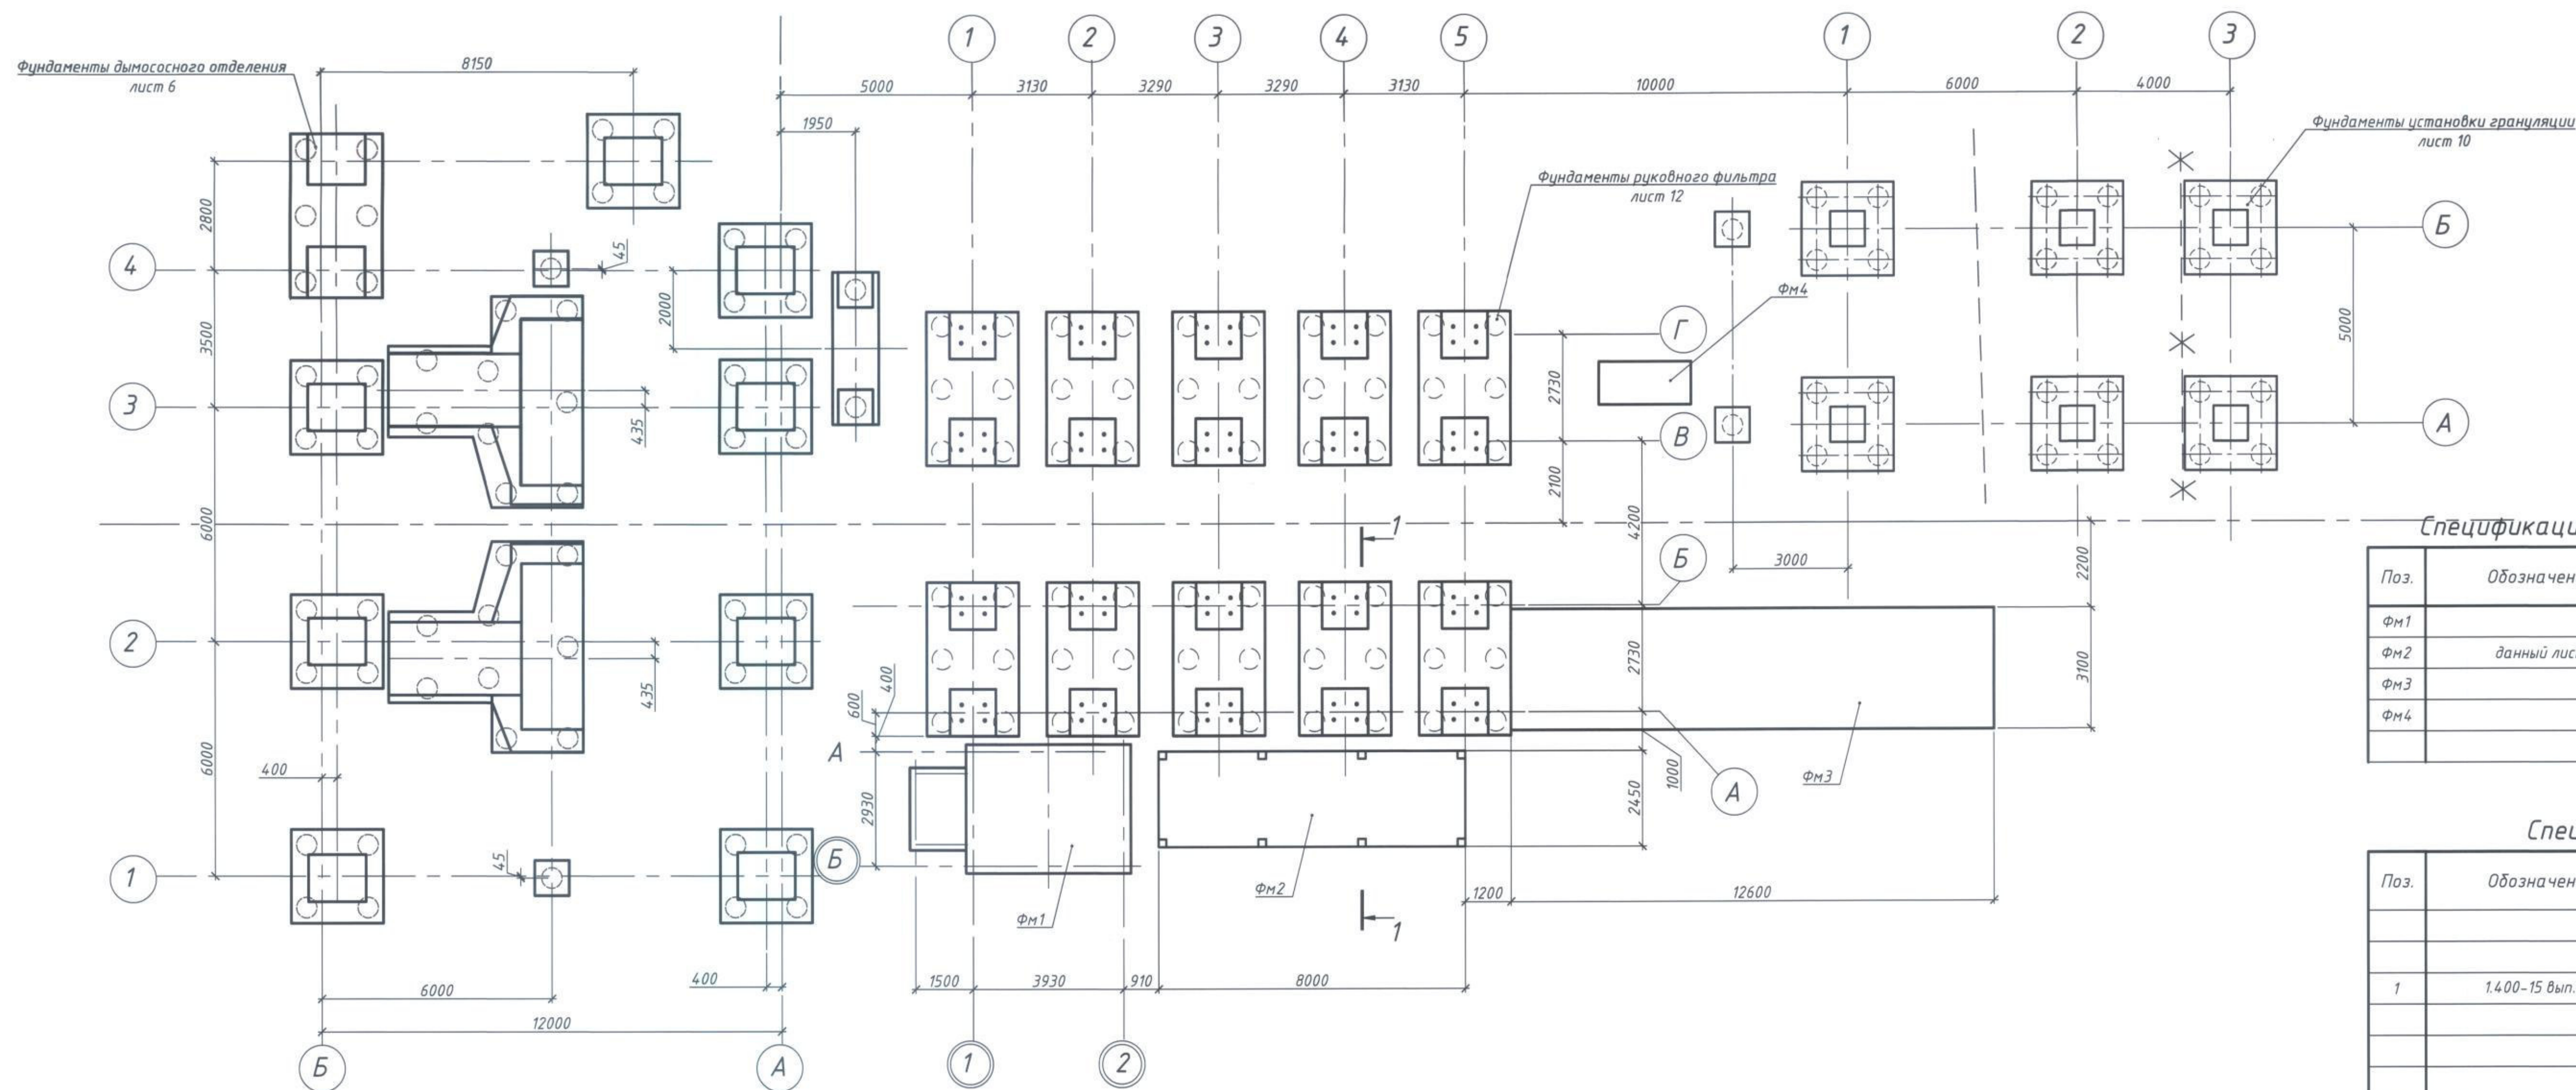 1
2
3
4
5
1
2
3
Фундаменты дымососного отделения
лист 6
8150
5000
3130
3290
3290
3130
10000
6000
4000
1950
Фундаменты установки грануляции
лист 10
Фундаменты рукавного фильтра
лист 12
2800
Б
45
4
Фм4
2000
Г
3500
5000
2730
3
435
В
А
2100
6000
4200
1
Спецификаци
Б
3000
2200
Поз.
Обозначен
Фм1
2
2730
3100
Фм2
данный лис
435
400
600
Фм3
Фм4
А
6000
400
1000
Фм3
А
2930
2450
Спец
45
Б
1
Фм2
1200
12600
Поз.
Обозначен
Фм1
1
400
6000
1500
3930
910
8000
1
1.400-15 вып.
12000
Б
А
1
2